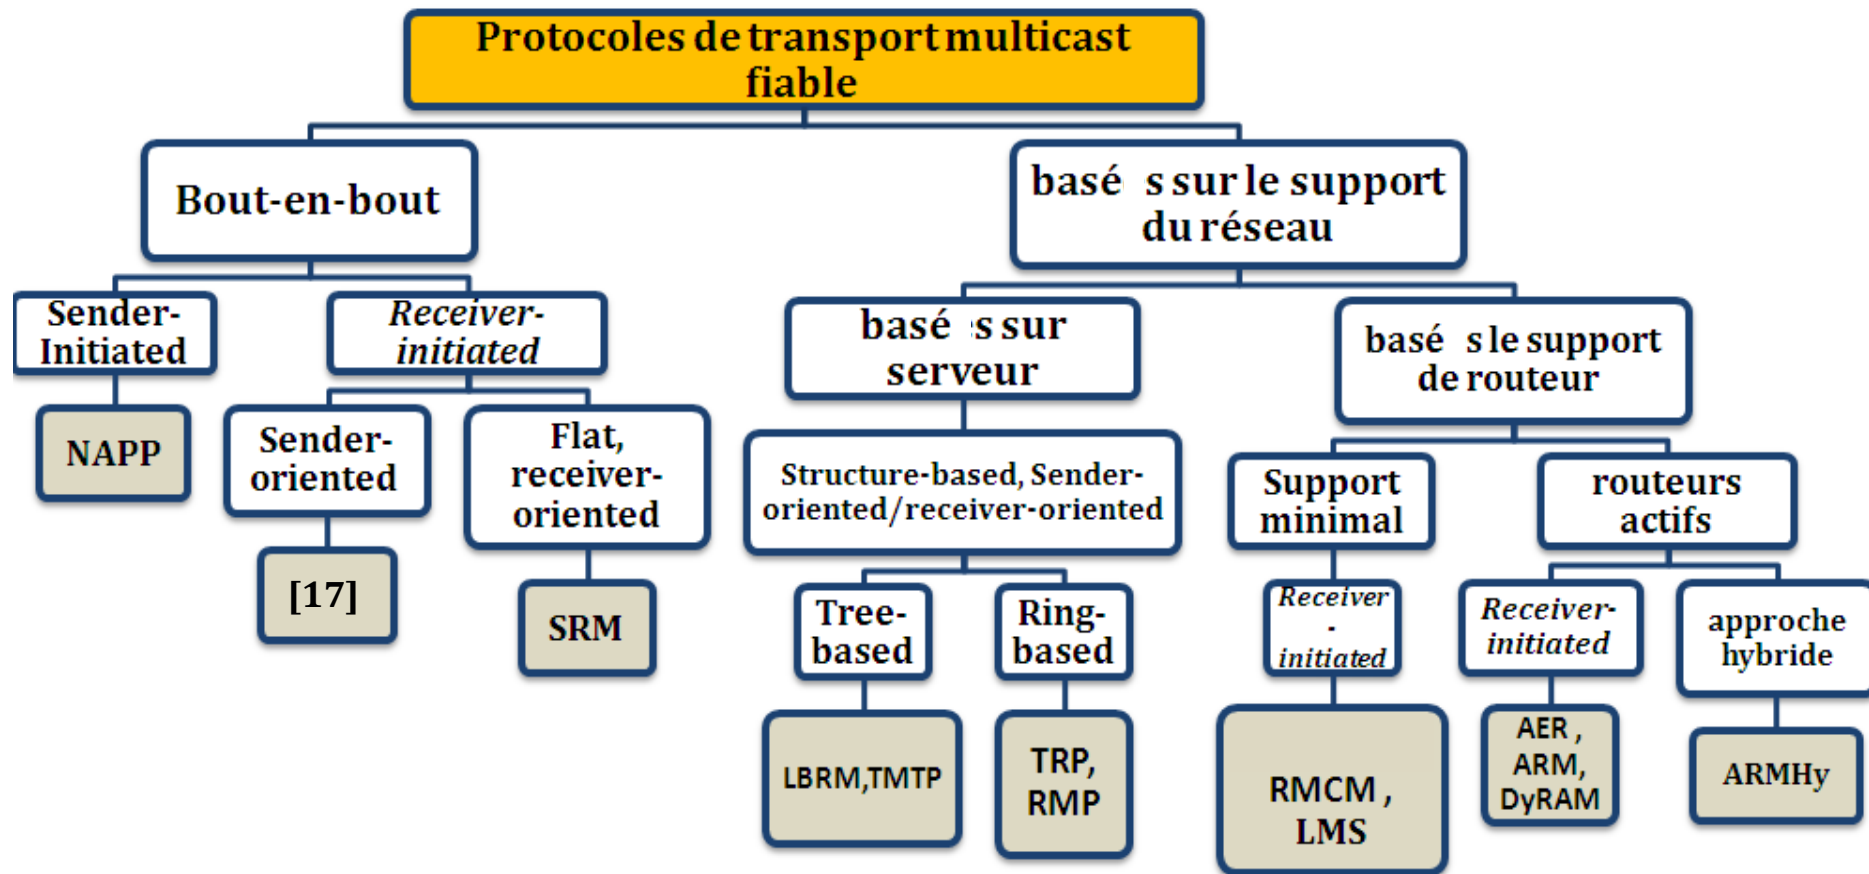 Protocoles de transport multicast
fiable
Bout-en-bout
basé s sur le support
du réseau
Sender-
Initiated
Receiver-
initiated
basé s sur
serveur
basé s le support
de routeur
NAPP
Sender-
oriented
Flat,
receiver-
oriented
Structure-based, Sender-
oriented/receiver-oriented
Support
minimal
routeurs
actifs
[17]
SRM
Tree-
based
Ring-
based
Receiver
-
initiated
Receiver-
initiated
approche
hybride
LBRM,TMTP
TRP,
RMP
RMCM ,
LMS
AER ,
ARM,
DyRAM
ARMHy